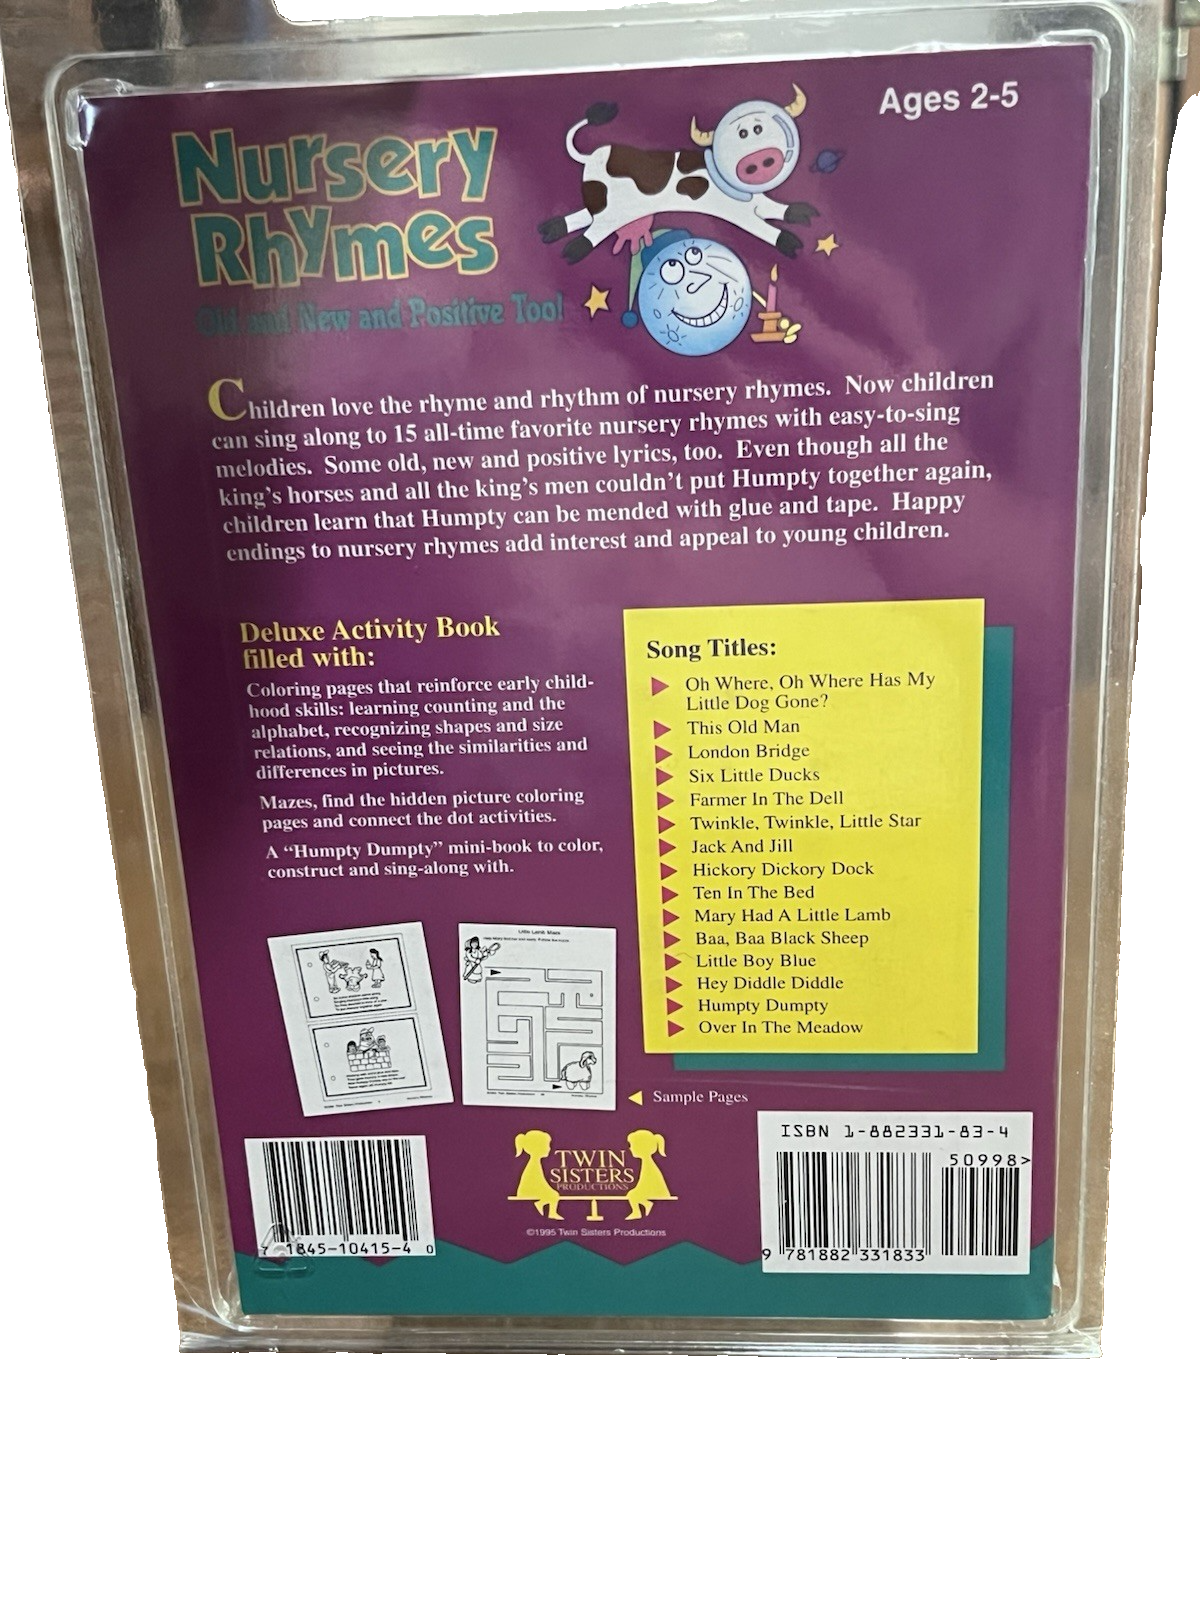 Ages 2-5
Nursery
Rhymes
Old and New and Positive Too!
Children love the rhyme and rhythm of nursery rhymes. Now children
can sing along to 15 all-time favorite nursery rhymes with easy-to-sing
melodies. Some old, new and positive lyrics, too. Even though all the
king's horses and all the king's men couldn't put Humpty together again,
children learn that Humpty can be mended with glue and tape. Happy
endings to nursery rhymes add interest and appeal to young children.
Deluxe Activity Book
filled with:
Coloring pages that reinforce early child-
hood skills: learning counting and the
alphabet, recognizing shapes and size
relations, and seeing the similarities and
differences in pictures.
Mazes, find the hidden picture coloring
pages and connect the dot activities.
A “Humpty Dumpty” mini-book to color,
construct and sing-along with.
Song Titles:
Oh Where, Oh Where Has My
Little Dog Gone?
This Old Man
London Bridge
Six Little Ducks
Farmer In The Dell
Twinkle, Twinkle, Little Star
Jack And Jill
Hickory Dickory Dock
Ten In The Bed
Mary Had A Little Lamb
Baa, Baa Black Sheep
Little Boy Blue
Hey Diddle Diddle
Humpty Dumpty
Over In The Meadow
Little Lamb Maze
Sample Pages
7 1845-10415-4 0
TWIN
SISTERS
PRODUCTIONS
©1995 Twin Sisters Productions
ISBN 1-882331-83-4
50998>
9 781882 331833